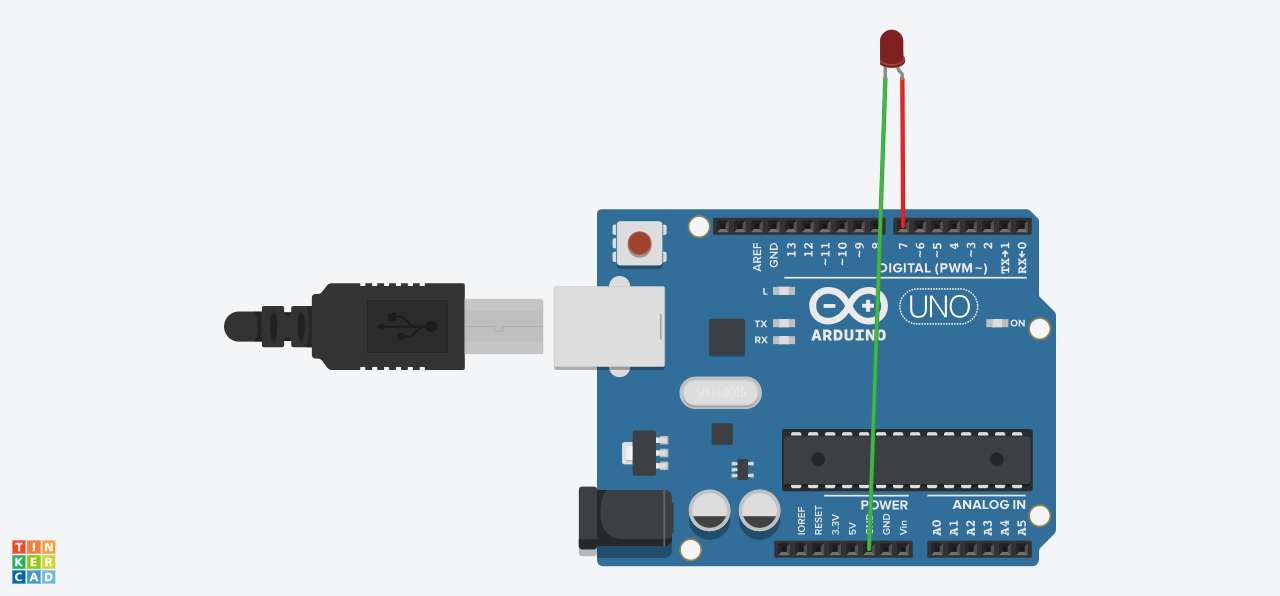 AREF
GND
13
12
~11
~10
~9
8
7
~6
~5
4
~3
2
TX→1
RX←0
DIGITAL (PWM~)
L
TX
RX
ARDUINO
UNO
ON
POWER
ANALOG IN
IOREF
RESET
3.3V
5V
GND
GND
Vin
A0
A1
A2
A3
A4
A5
TIN
KER
CAD